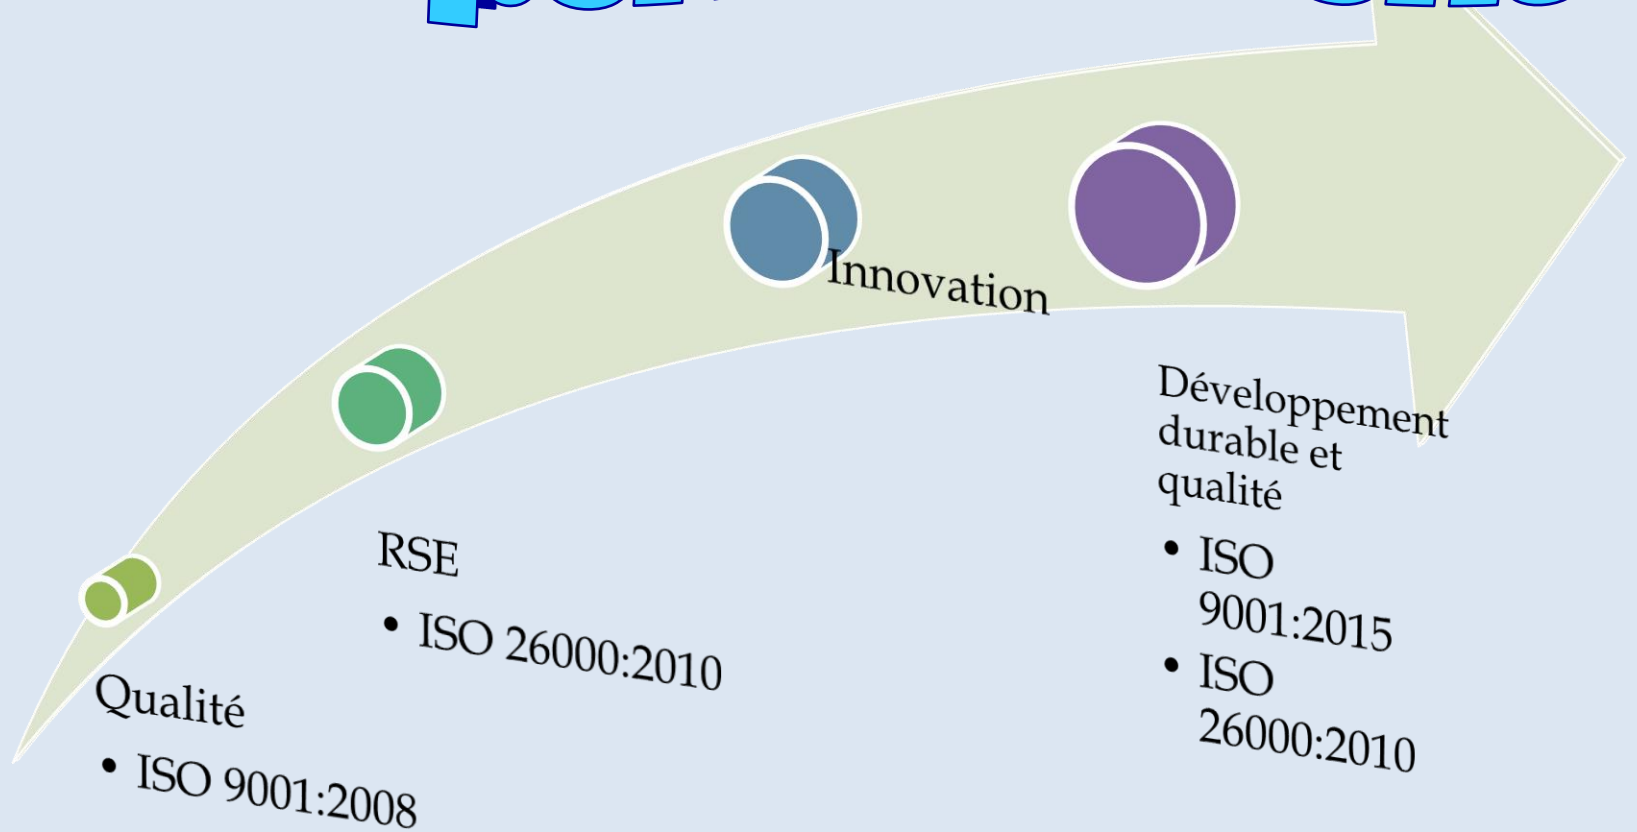 Innovation
Développement
durable et
qualité
• ISO
9001:2015
• ISO
26000:2010
RSE
• ISO 26000:2010
Qualité
• ISO 9001:2008